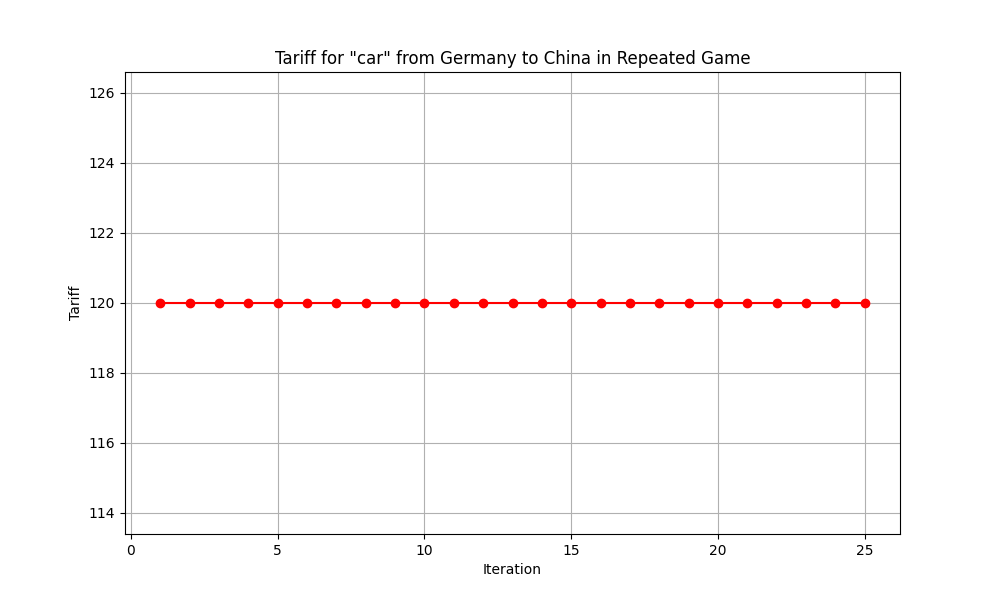 Tariff for "car" from Germany to China in Repeated Game
126
124
122
120
118
116
114
Tariff
0 5 10 15 20 25
Iteration